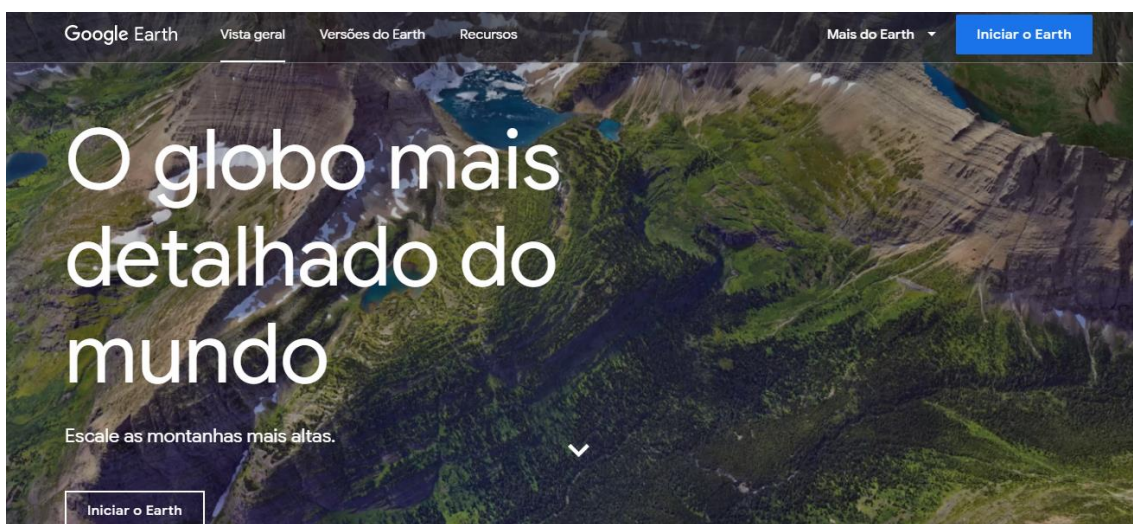 Google Earth Vista geral Versões do Earth Recursos Mais do Earth Iniciar o Earth
O globo mais
detalhado do
mundo
Escale as montanhas mais altas.
Iniciar o Earth